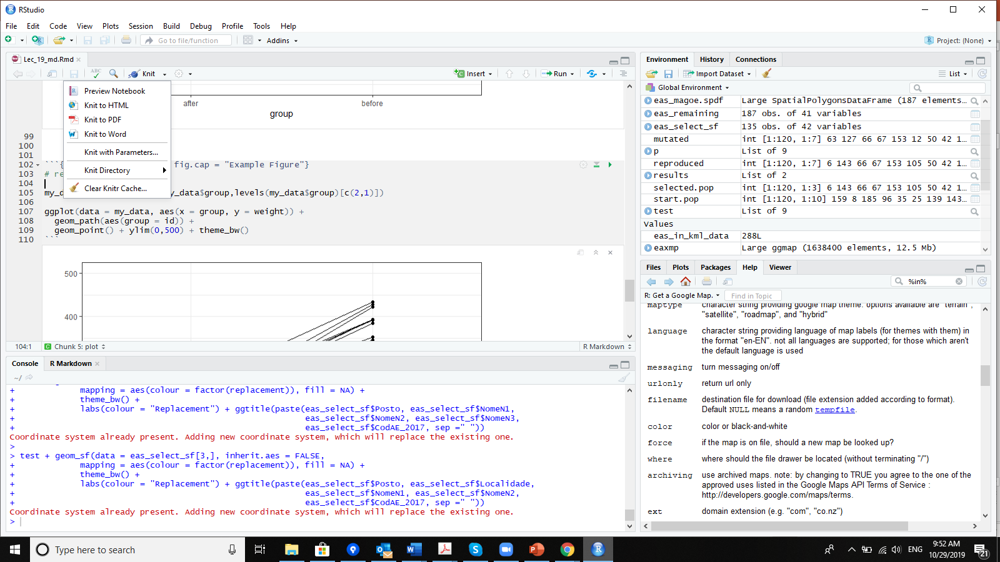 RStudio
File Edit Code View Plots Session Build Debug Profile Tools Help
Go to file/function Addins Project: (None)
Lec_19_md.Rmd
ABC Knit Insert Run
Preview Notebook
Knit to HTML
Knit to PDF
Knit to Word
Knit with Parameters...
Knit Directory
Clear Knitr Cache...
after before
group
99
100
101
102 ```{ fig.cap = "Example Figure"}
103 # re
104
105 my_d y_data$group,levels(my_data$group)[c(2,1)])
106
107 ggplot(data = my_data, aes(x = group, y = weight)) +
108 geom_path(aes(group = id)) +
109 geom_point() + ylim(0,500) + theme_bw()
110 ```
500
400
104:1 Chunk 5: plot R Markdown
Console R Markdown
~/
+ mapping = aes(colour = factor(replacement)), fill = NA) +
+ theme_bw() +
+ labs(colour = "Replacement") + ggtitle(paste(eas_select_sf$Posto, eas_select_sf$NomeN1,
+ eas_select_sf$NomeN2, eas_select_sf$NomeN3,
+ eas_select_sf$CodAE_2017, sep =" "))
Coordinate system already present. Adding new coordinate system, which will replace the existing one.
>
> test + geom_sf(data = eas_select_sf[3,], inherit.aes = FALSE,
+ mapping = aes(colour = factor(replacement)), fill = NA) +
+ theme_bw() +
+ labs(colour = "Replacement") + ggtitle(paste(eas_select_sf$Posto, eas_select_sf$Localidade,
+ eas_select_sf$NomeN1, eas_select_sf$NomeN2,
+ eas_select_sf$CodAE_2017, sep =" "))
Coordinate system already present. Adding new coordinate system, which will replace the existing one.
>
Environment History Connections
Import Dataset List
Global Environment
eas_magoe.spdf Large SpatialPolygonsDataFrame (187 elements…
eas_remaining 187 obs. of 41 variables
eas_select_sf 135 obs. of 42 variables
mutated int [1:120, 1:7] 63 127 66 67 153 12 50 42 1…
p List of 9
reproduced int [1:120, 1:7] 6 143 66 67 153 105 50 42 1…
results List of 2
selected.pop int [1:120, 1:3] 6 143 66 67 153 105 50 42 1…
start.pop int [1:120, 1:10] 159 8 185 96 35 25 139 143…
test List of 9
Values
eas_in_kml_data 288L
eaxmp Large ggmap (1638400 elements, 12.5 Mb)
Files Plots Packages Help Viewer
%in%
R: Get a Google Map. Find in Topic
maptype character string providing google map theme. options available are "terrain",
"satellite", "roadmap", and "hybrid"
language character string providing language of map labels (for themes with them) in
the format "en-EN". not all languages are supported; for those which aren't
the default language is used
messaging turn messaging on/off
urlonly return url only
filename destination file for download (file extension added according to format).
Default NULL means a random tempfile.
color color or black-and-white
force if the map is on file, should a new map be looked up?
where where should the file drawer be located (without terminating "/")
archiving use archived maps. note: by changing to TRUE you agree to the one of the
approved uses listed in the Google Maps API Terms of Service :
http://developers.google.com/maps/terms.
ext domain extension (e.g. "com", "co.nz")
Type here to search
ENG
9:52 AM
10/29/2019
21